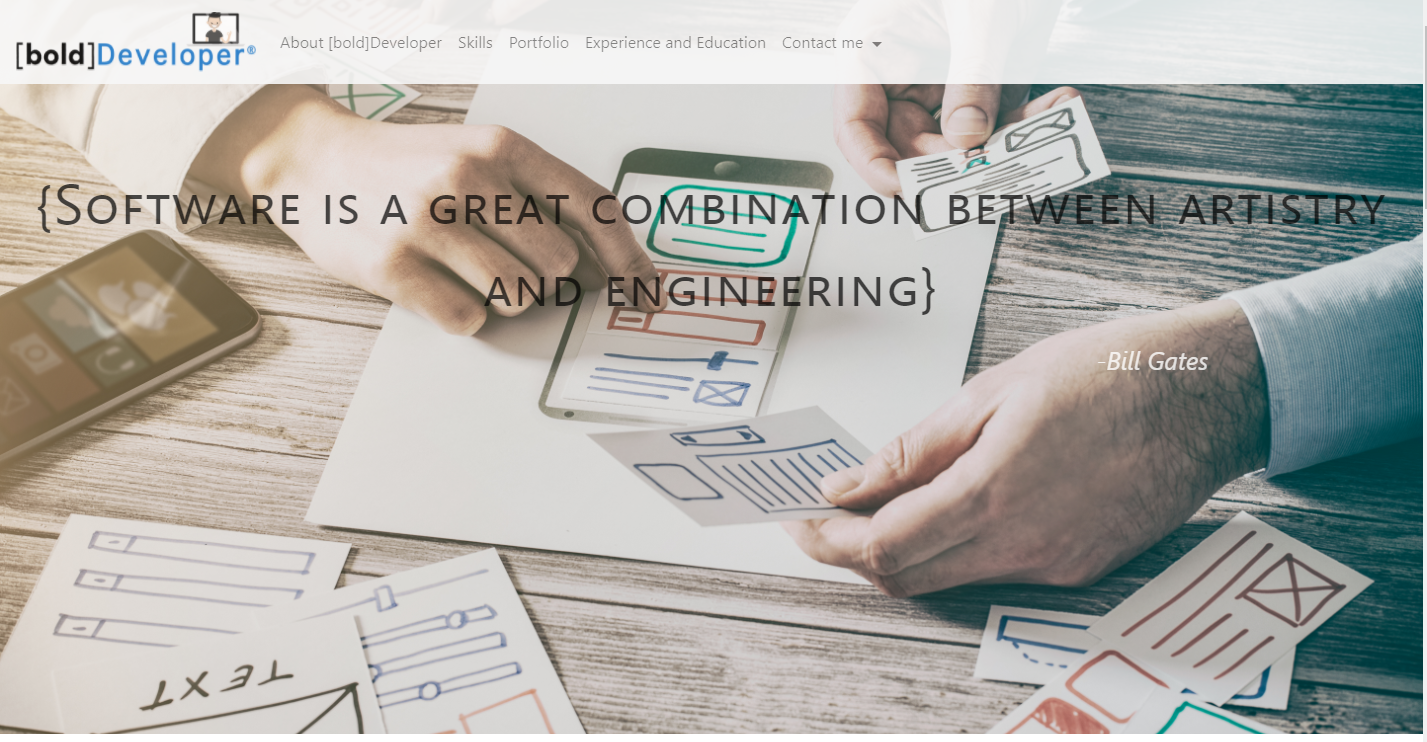 [bold]Developer®
About [bold]Developer
Skills
Portfolio
Experience and Education
Contact me
{Software is a great combination between artistry
and engineering}
-Bill Gates
TEXT